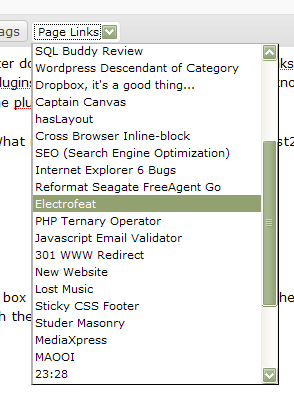 ags Page Links
SQL Buddy Review
Wordpress Descendant of Category
Dropbox, it's a good thing...
Captain Canvas
hasLayout
Cross Browser Inline-block
SEO (Search Engine Optimization)
Internet Explorer 6 Bugs
Reformat Seagate FreeAgent Go
Electrofeat
PHP Ternary Operator
Javascript Email Validator
301 WWW Redirect
New Website
Lost Music
Sticky CSS Footer
Studer Masonry
MediaXpress
MAOOI
23:28